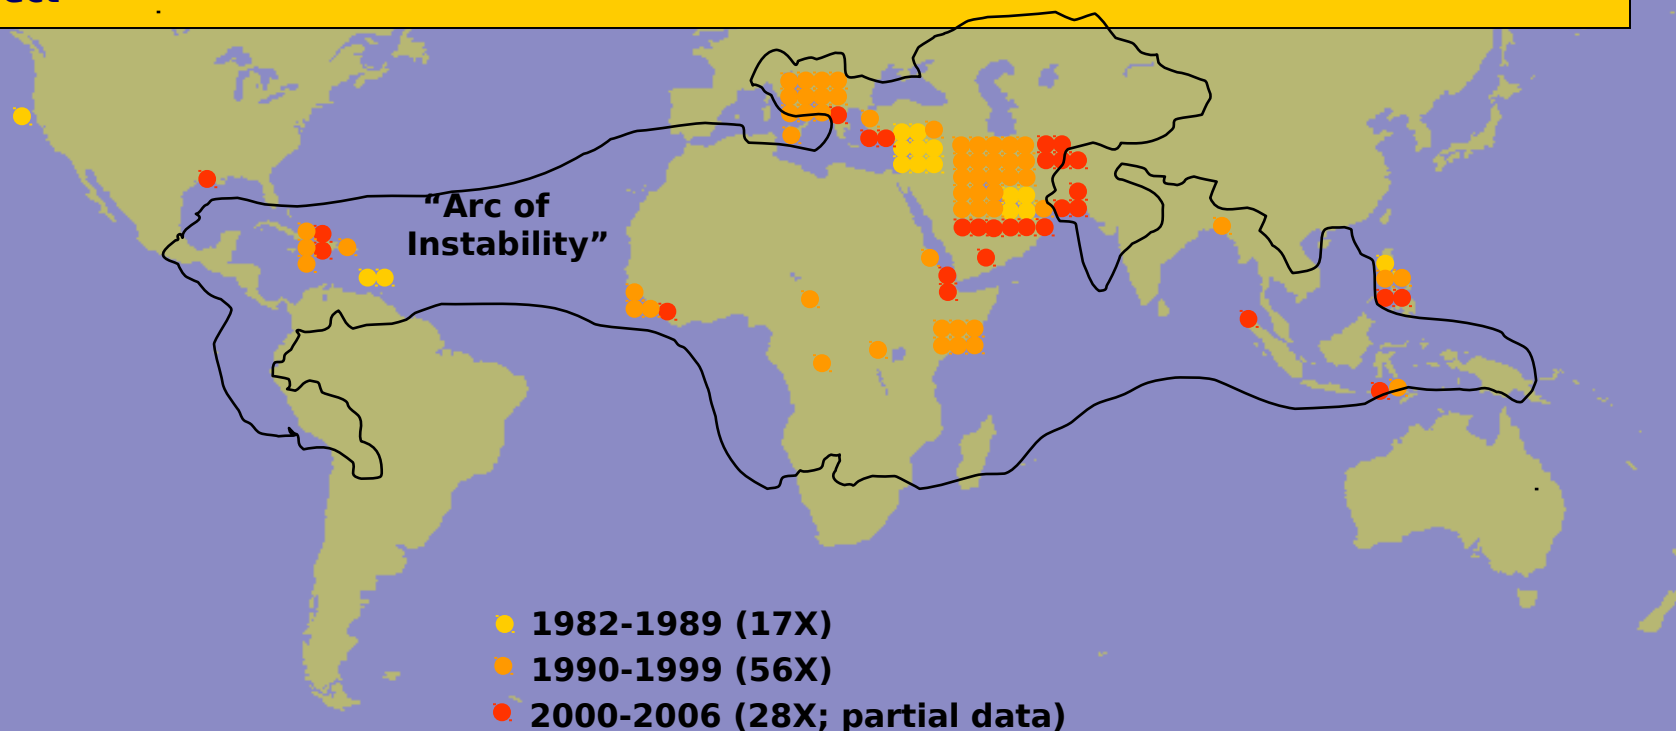 “Arc of
Instability”
1982-1989 (17X)
1990-1999 (56X)
2000-2006 (28X; partial data)